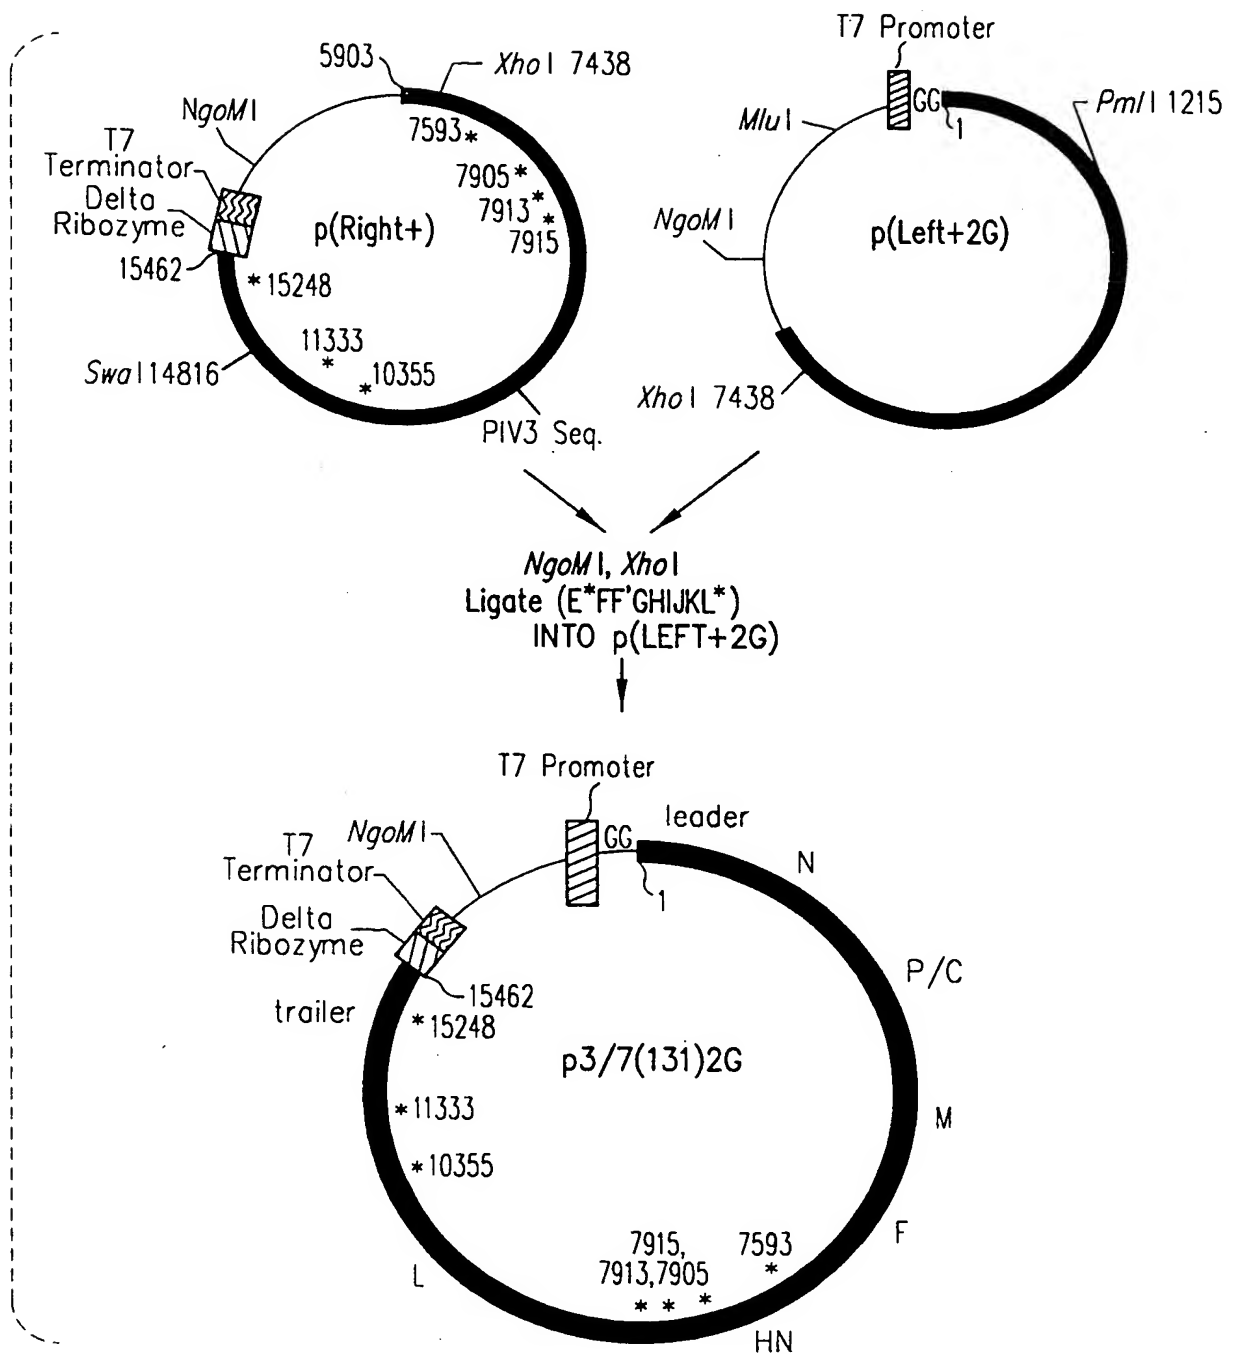 5903
XhoI 7438
NgoMI
T7
Terminator
Delta
Ribozyme
15462
7593*
7905*
7913*
*
7915
p(Right+)
*15248
11333
*
*10355
SwaI14816
PIV3 Seq.
T7 Promoter
GG
1
PmlI 1215
MluI
NgoMI
p(Left+2G)
XhoI 7438
NgoMI, XhoI
Ligate (E*FF'GHIJKL*)
INTO p(LEFT+2G)
T7 Promoter
GG
leader
1
NgoMI
T7
Terminator
Delta
Ribozyme
15462
trailer
*15248
N
P/C
p3/7(131)2G
*11333
M
*10355
F
7915,
7913,7905
* * *
7593
*
L
HN